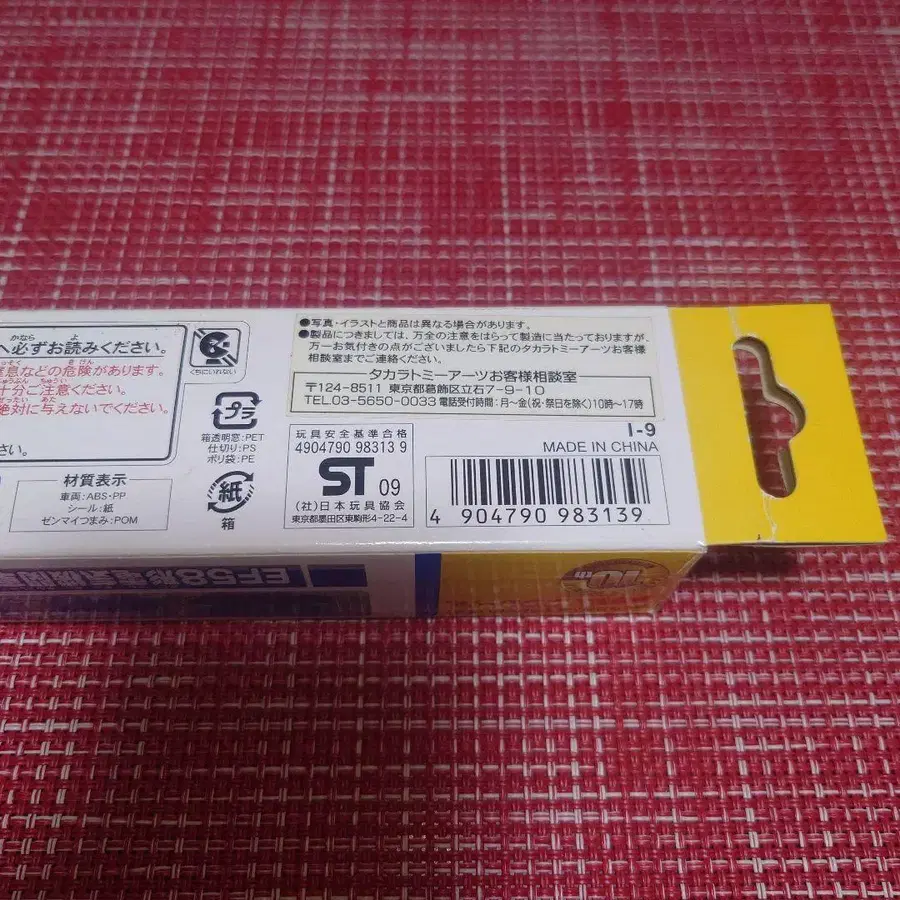 必ずお読みください。
などの危険があります。
十分ご注意ください。
絶対に与えないでください。
さい。
くちにいれない
材質表示
車両:ABS・PP
シール:紙
ゼンマイつまみ:POM
プラ
箱透明窓:PET
仕切り:PS
ポリ袋:PE
紙
箱
●写真・イラストと商品は異なる場合があります。
●製品につきましては、万全の注意をはらって製造に当たっておりますが、
万一お気付きの点がございましたら下記のタカラトミーアーツお客様
相談室までご連絡ください。
タカラトミーアーツお客様相談室
〒124-8511 東京都葛飾区立石7-9-10
TEL.03-5650-0033 電話受付時間:月〜金(祝・祭日を除く)10時〜17時
玩具安全基準合格
4904790 98313 9
ST 09
(社)日本玩具協会
東京都墨田区東駒形4-22-4
I-9
MADE IN CHINA
4 904790 983139
EF58形電気機関
10th